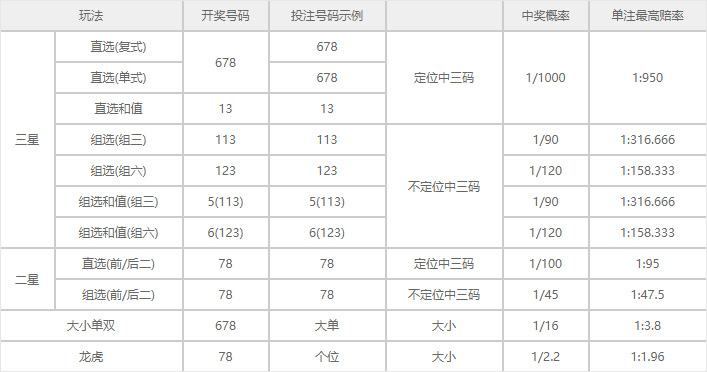 玩法 开奖号码 投注号码示例 中奖概率 单注最高赔率
三星 直选(复式) 678 678 定位中三码 1/1000 1:950
直选(单式) 678
直选和值 13 13
组选(组三) 113 113 不定位中三码 1/90 1:316.666
组选(组六) 123 123 1/120 1:158.333
组选和值(组三) 5(113) 5(113) 1/90 1:316.666
组选和值(组六) 6(123) 6(123) 1/120 1:158.333
二星 直选(前/后二) 78 78 定位中三码 1/100 1:95
组选(前/后二) 78 78 不定位中三码 1/45 1:47.5
大小单双 678 大单 大小 1/16 1:3.8
龙虎 78 个位 大小 1/2.2 1:1.96